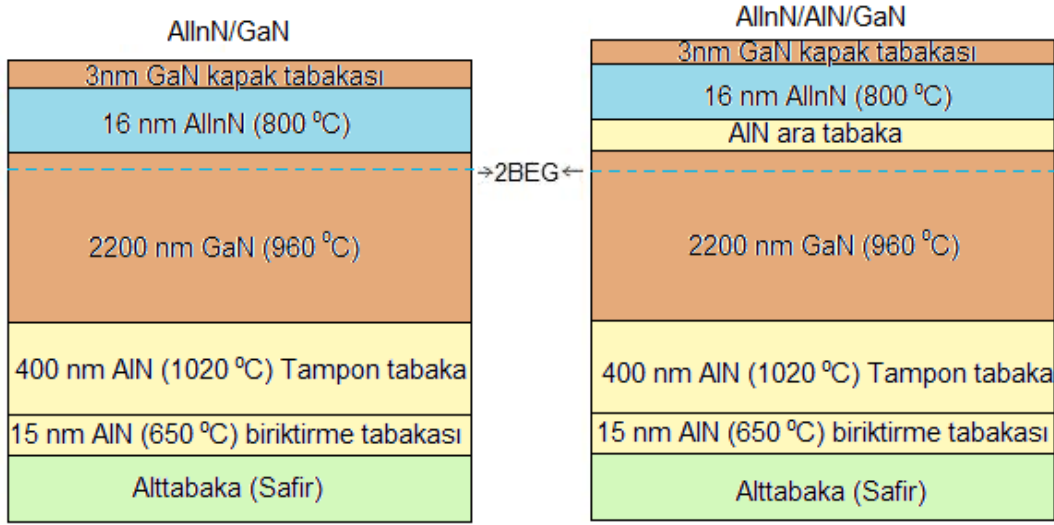 AlInN/GaN
3nm GaN kapak tabakası
16 nm AlInN (800 ⁰C)
2200 nm GaN (960 ⁰C)
400 nm AlN (1020 ⁰C) Tampon tabaka
15 nm AlN (650 ⁰C) biriktirme tabakası
Alttabaka (Safir)
→2BEG←
AlInN/AlN/GaN
3nm GaN kapak tabakası
16 nm AlInN (800 ⁰C)
AlN ara tabaka
2200 nm GaN (960 ⁰C)
400 nm AlN (1020 ⁰C) Tampon tabaka
15 nm AlN (650 ⁰C) biriktirme tabakası
Alttabaka (Safir)